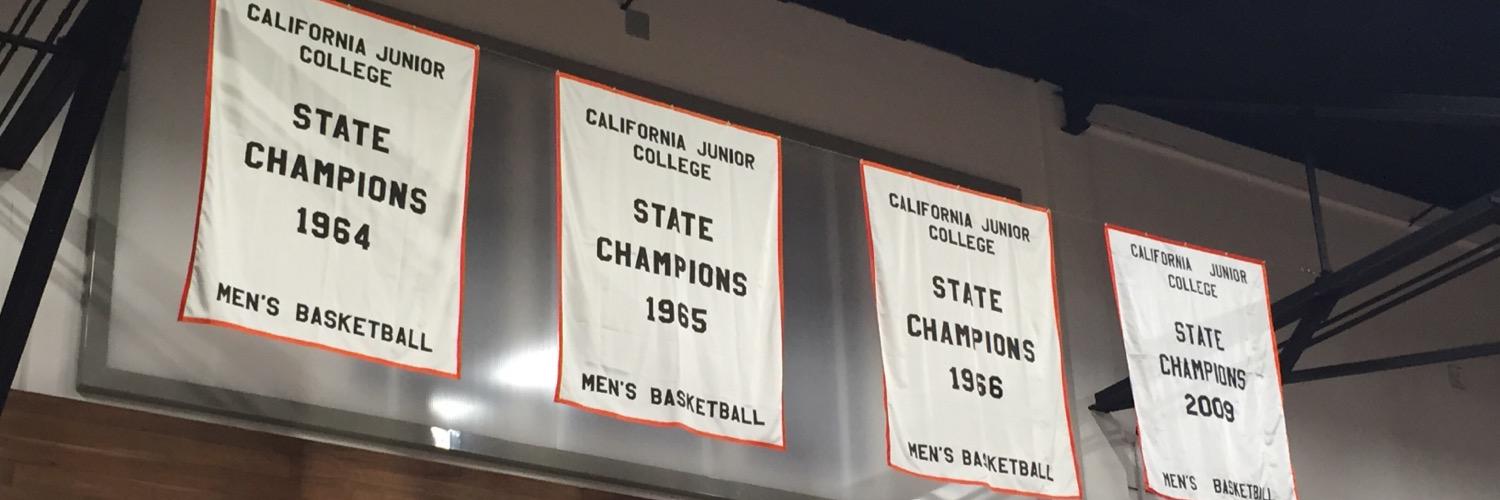 CALIFORNIA JUNIOR
COLLEGE
STATE
CHAMPIONS
1964
MEN'S BASKETBALL
CALIFORNIA JUNIOR
COLLEGE
STATE
CHAMPIONS
1965
MEN'S BASKETBALL
CALIFORNIA JUNIOR
COLLEGE
STATE
CHAMPIONS
1966
MEN'S BASKETBALL
CALIFORNIA JUNIOR
COLLEGE
STATE
CHAMPIONS
2009
MEN'S BASKETBALL